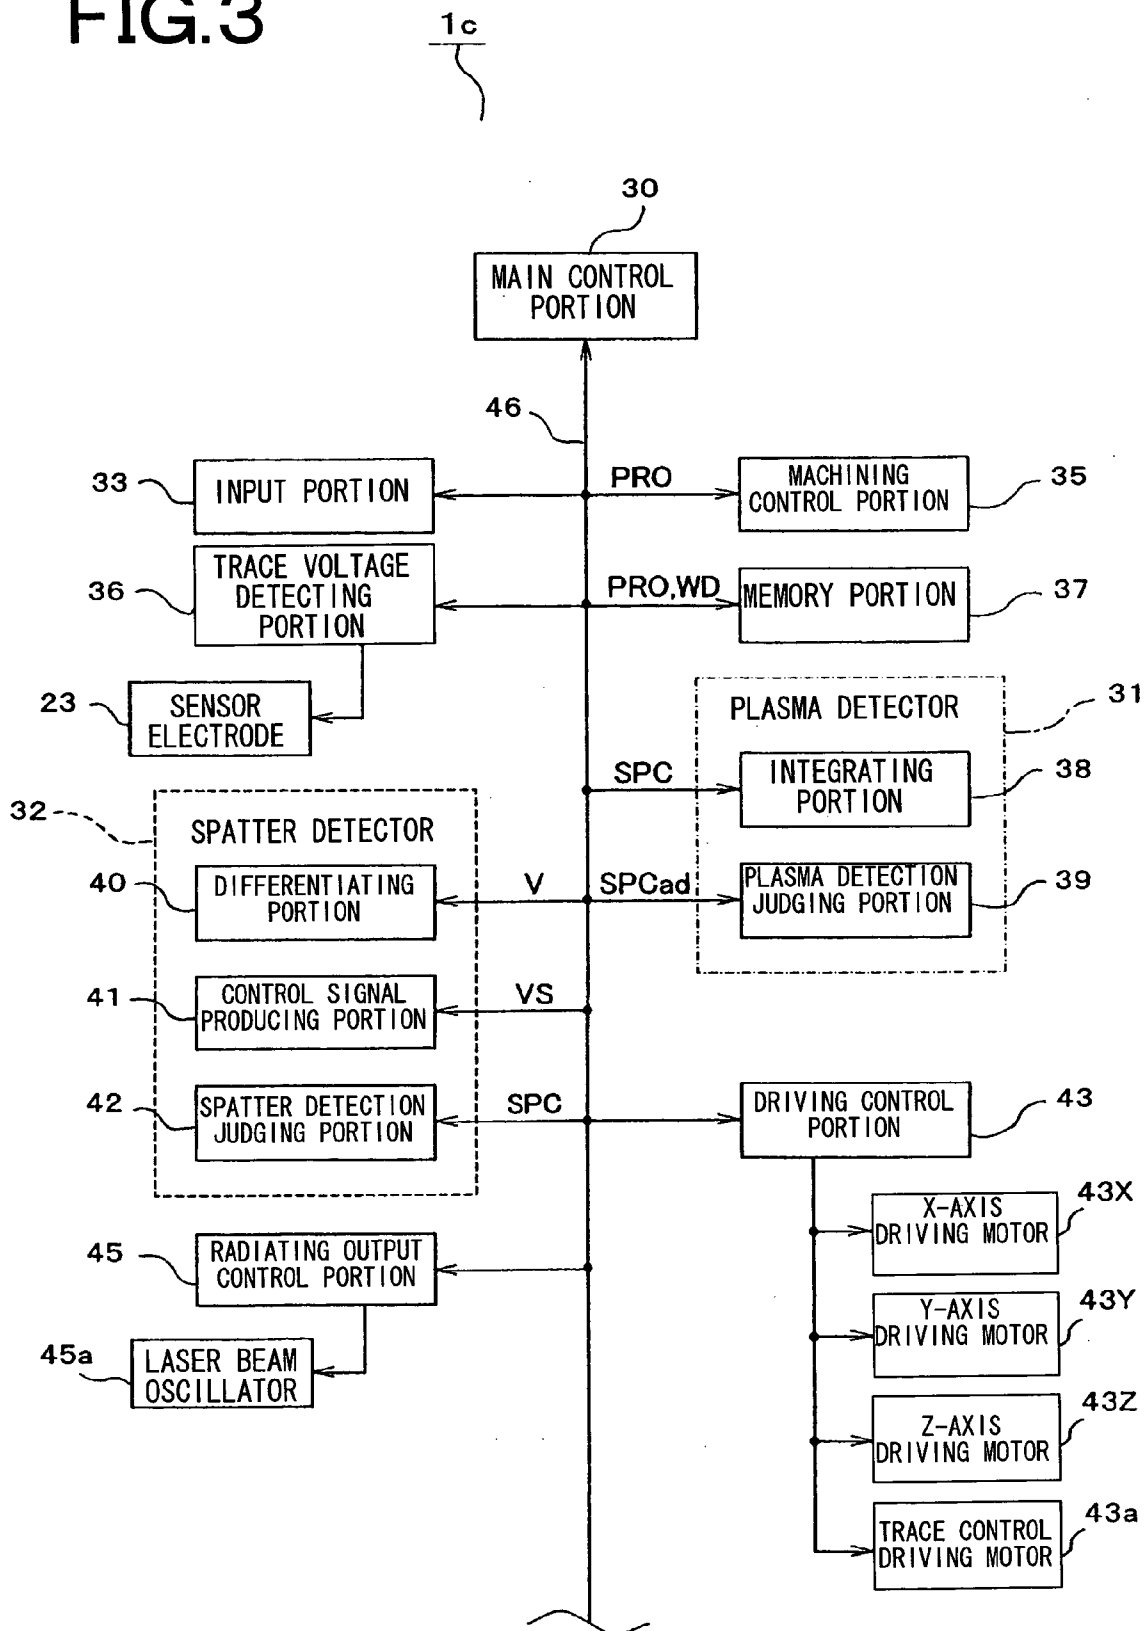 FIG.3
1c
30
MAIN CONTROL
PORTION
46
33
INPUT PORTION
PRO
MACHINING
CONTROL PORTION
35
36
TRACE VOLTAGE
DETECTING
PORTION
PRO,WD
MEMORY PORTION
37
23
SENSOR
ELECTRODE
31
PLASMA DETECTOR
SPC
INTEGRATING
PORTION
38
32
SPATTER DETECTOR
40
DIFFERENTIATING
PORTION
V
SPCad
PLASMA DETECTION
JUDGING PORTION
39
41
CONTROL SIGNAL
PRODUCING PORTION
VS
42
SPATTER DETECTION
JUDGING PORTION
SPC
DRIVING CONTROL
PORTION
43
X-AXIS
DRIVING MOTOR
43X
45
RADIATING OUTPUT
CONTROL PORTION
Y-AXIS
DRIVING MOTOR
43Y
45a
LASER BEAM
OSCILLATOR
Z-AXIS
DRIVING MOTOR
43Z
TRACE CONTROL
DRIVING MOTOR
43a